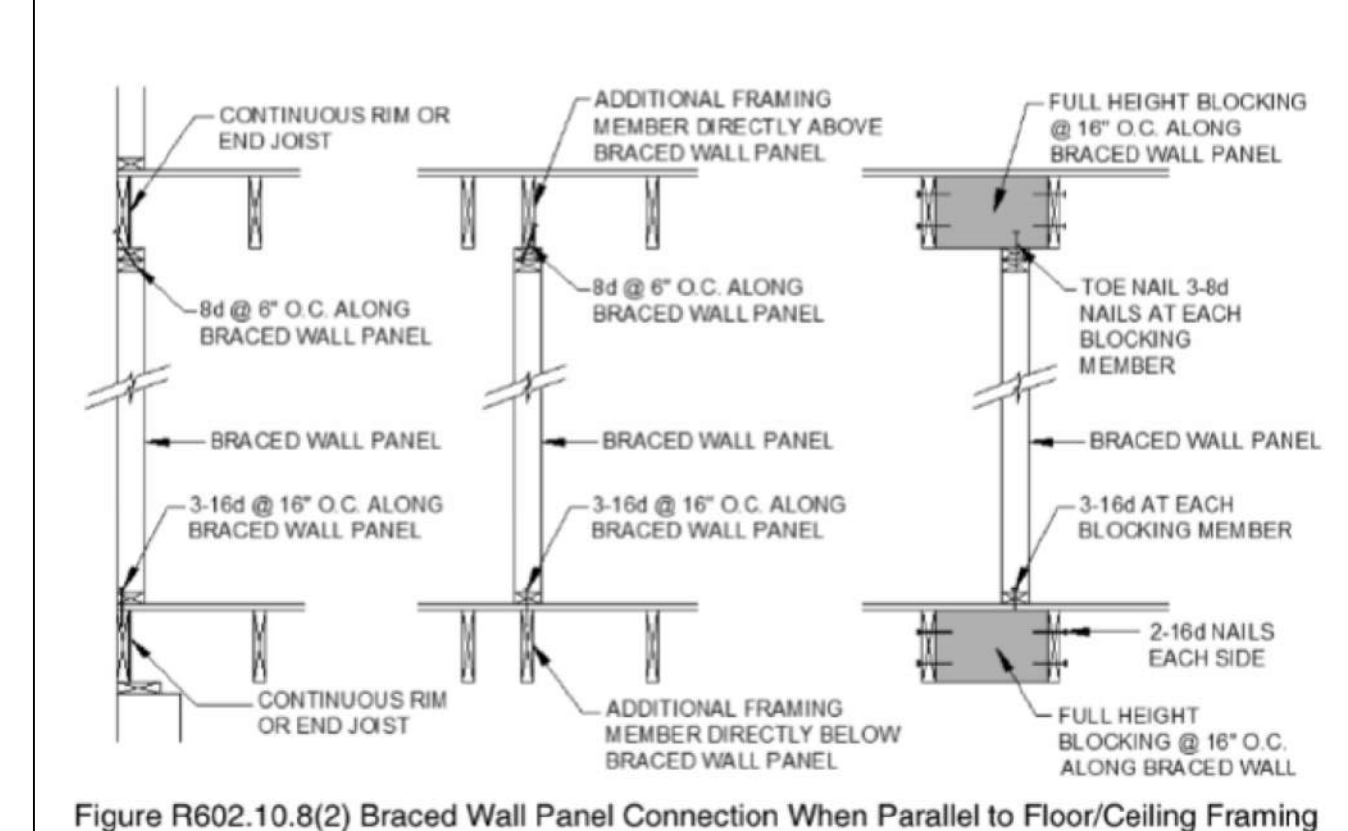 CONTINUOUS RIM OR
END JOIST
8d @ 6" O.C. ALONG
BRACED WALL PANEL
BRACED WALL PANEL
3-16d @ 16" O.C. ALONG
BRACED WALL PANEL
CONTINUOUS RIM
OR END JOIST
ADDITIONAL FRAMING
MEMBER DIRECTLY ABOVE
BRACED WALL PANEL
8d @ 6" O.C. ALONG
BRACED WALL PANEL
BRACED WALL PANEL
3-16d @ 16" O.C. ALONG
BRACED WALL PANEL
ADDITIONAL FRAMING
MEMBER DIRECTLY BELOW
BRACED WALL PANEL
FULL HEIGHT BLOCKING
@ 16" O.C. ALONG
BRACED WALL PANEL
TOE NAIL 3-8d
NAILS AT EACH
BLOCKING
MEMBER
BRACED WALL PANEL
3-16d AT EACH
BLOCKING MEMBER
2-16d NAILS
EACH SIDE
FULL HEIGHT
BLOCKING @ 16" O.C.
ALONG BRACED WALL
Figure R602.10.8(2) Braced Wall Panel Connection When Parallel to Floor/Ceiling Framing